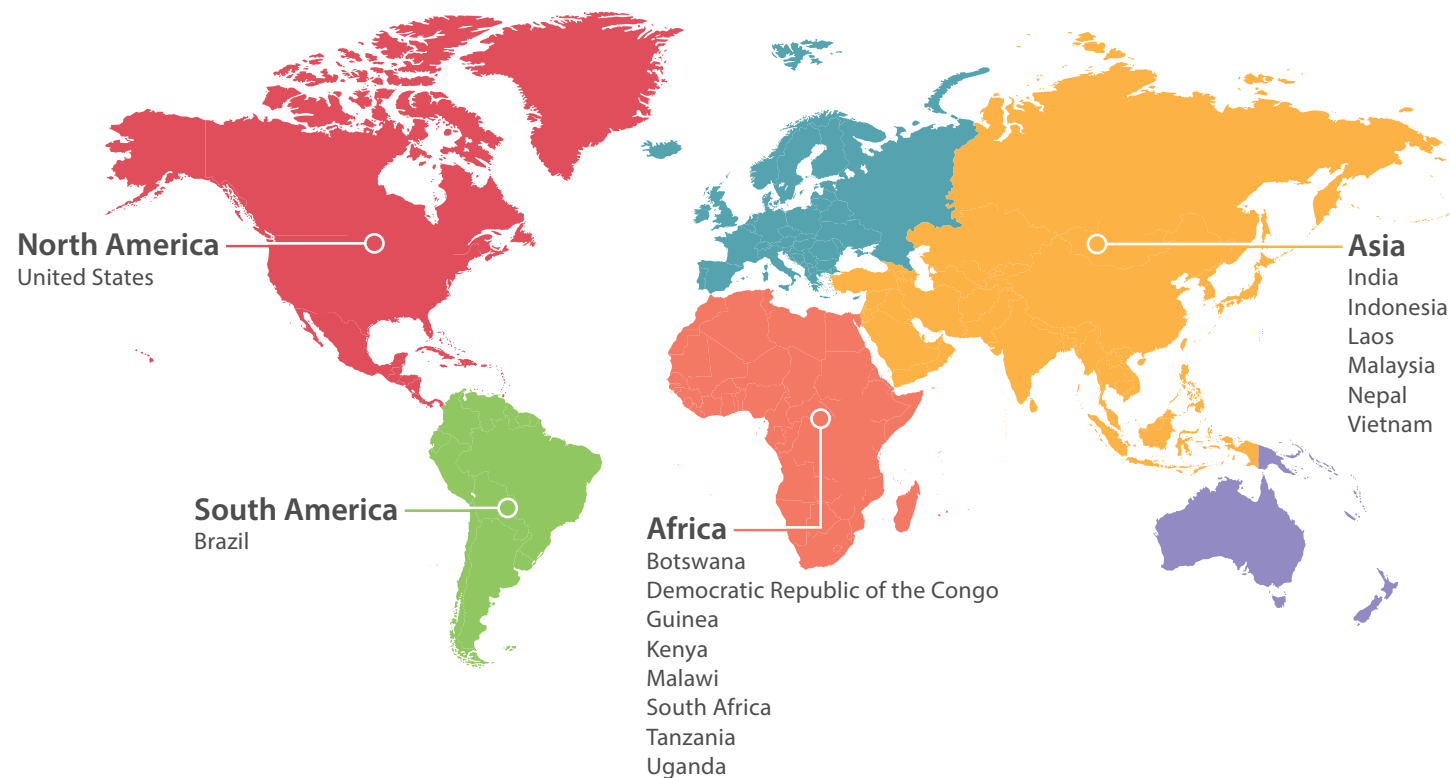 North America
United States
South America
Brazil
Africa
Botswana
Democratic Republic of the Congo
Guinea
Kenya
Malawi
South Africa
Tanzania
Uganda
Asia
India
Indonesia
Laos
Malaysia
Nepal
Vietnam